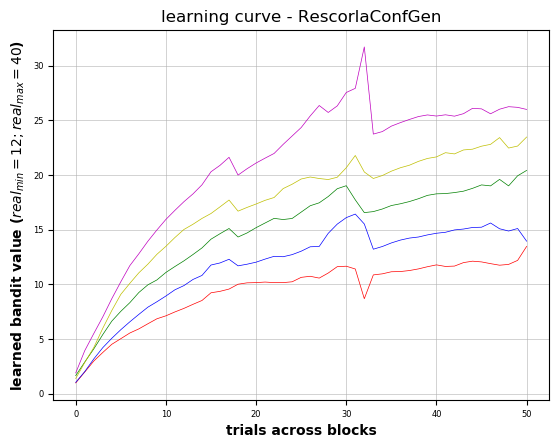 learning curve - RescorlaConfGen
learned bandit value (real_min = 12; real_max = 40)
30
25
20
15
10
5
0
0 10 20 30 40 50
trials across blocks